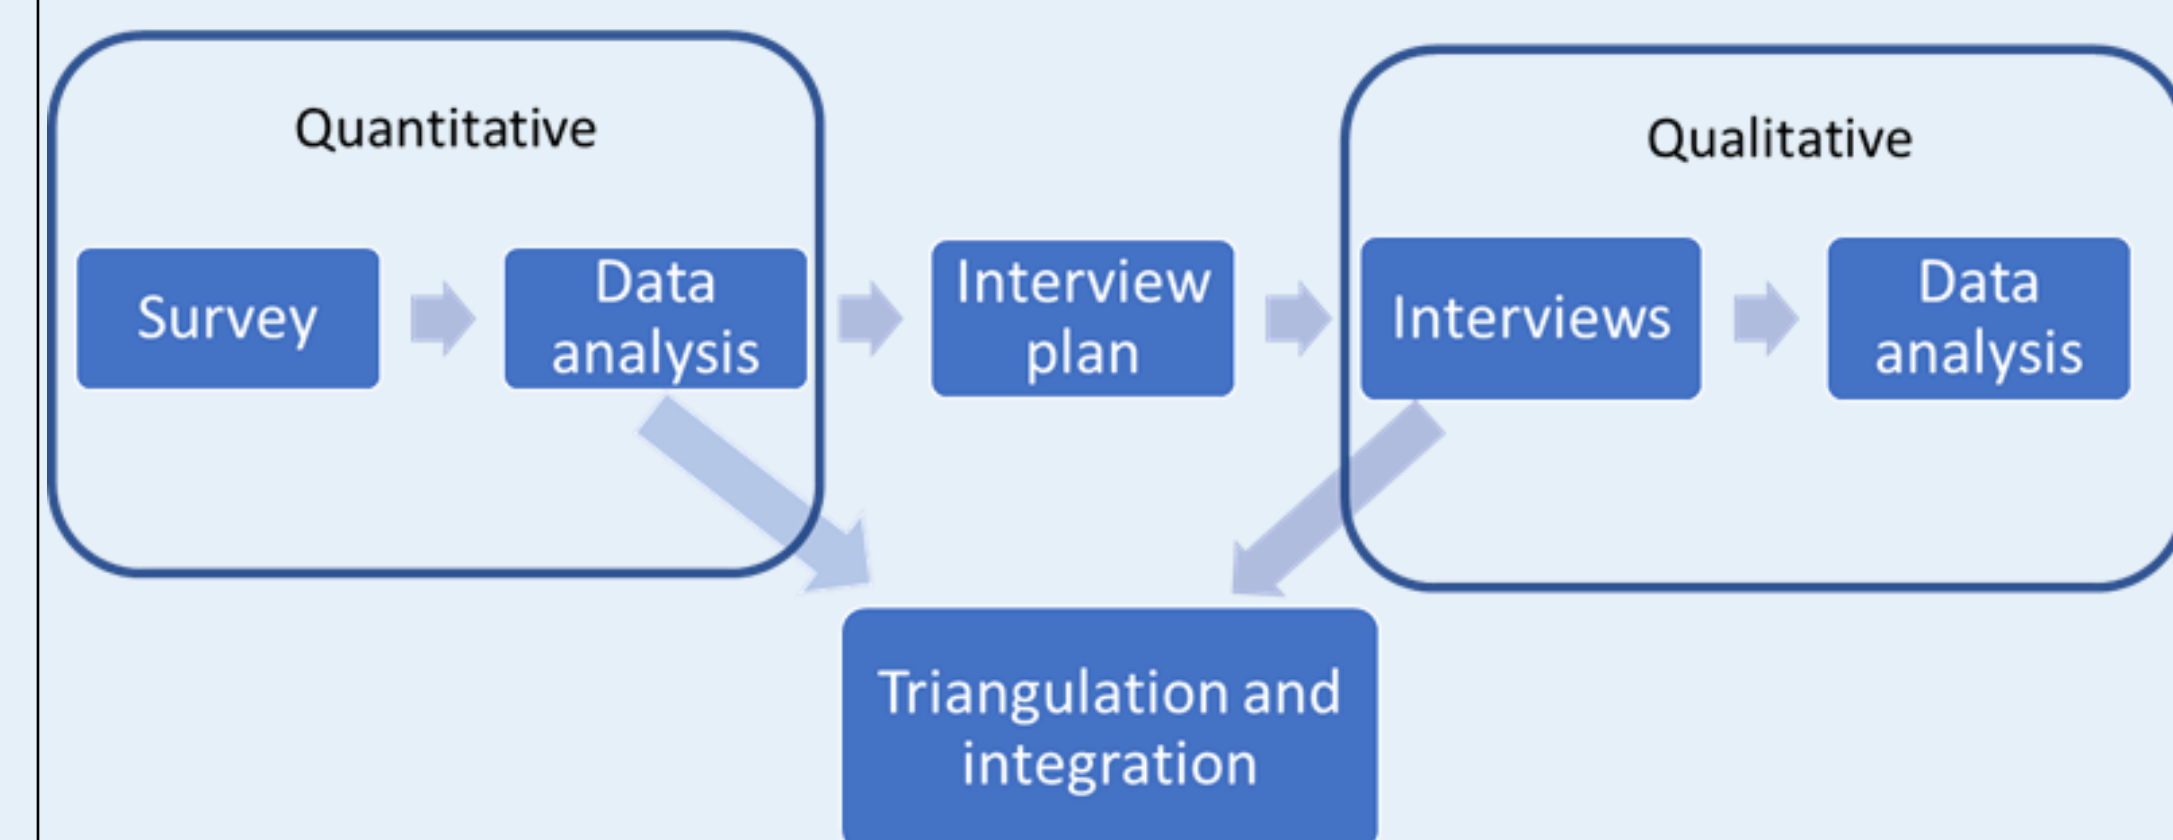 Quantitative
Qualitative
Survey
Data
analysis
Interview
plan
Interviews
Data
analysis
Triangulation and
integration